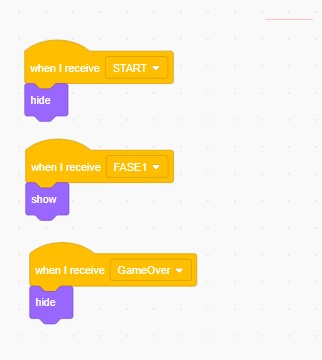 when I receive START
hide
when I receive FASE1
show
when I receive GameOver
hide